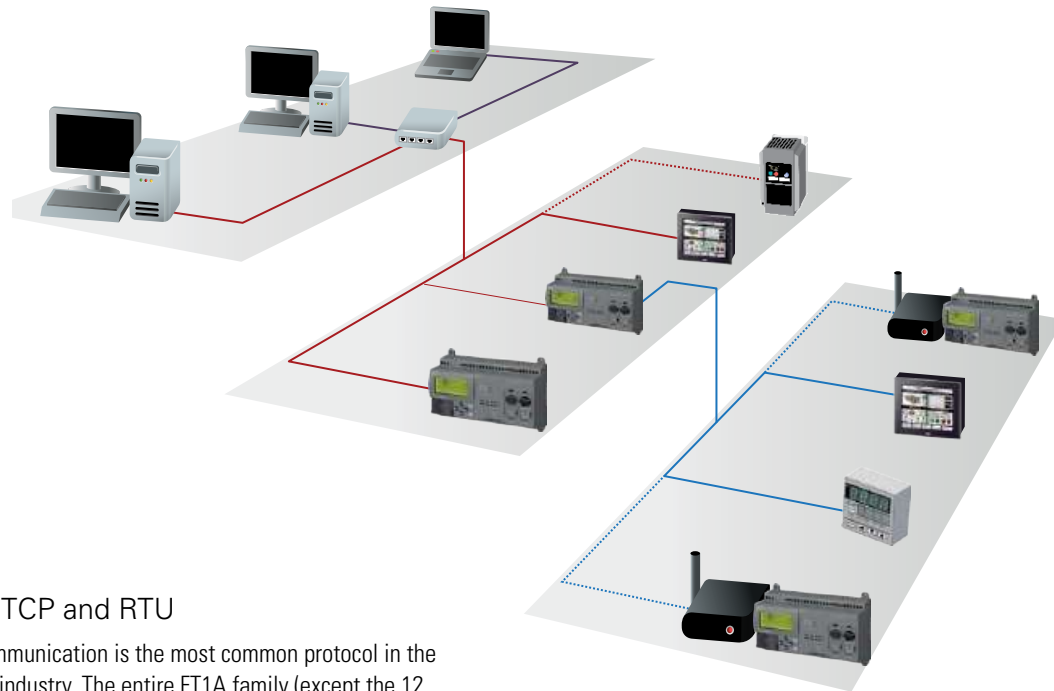 TCP and RTU
mmunication is the most common protocol in the
industry. The entire FT1A family (except the 12